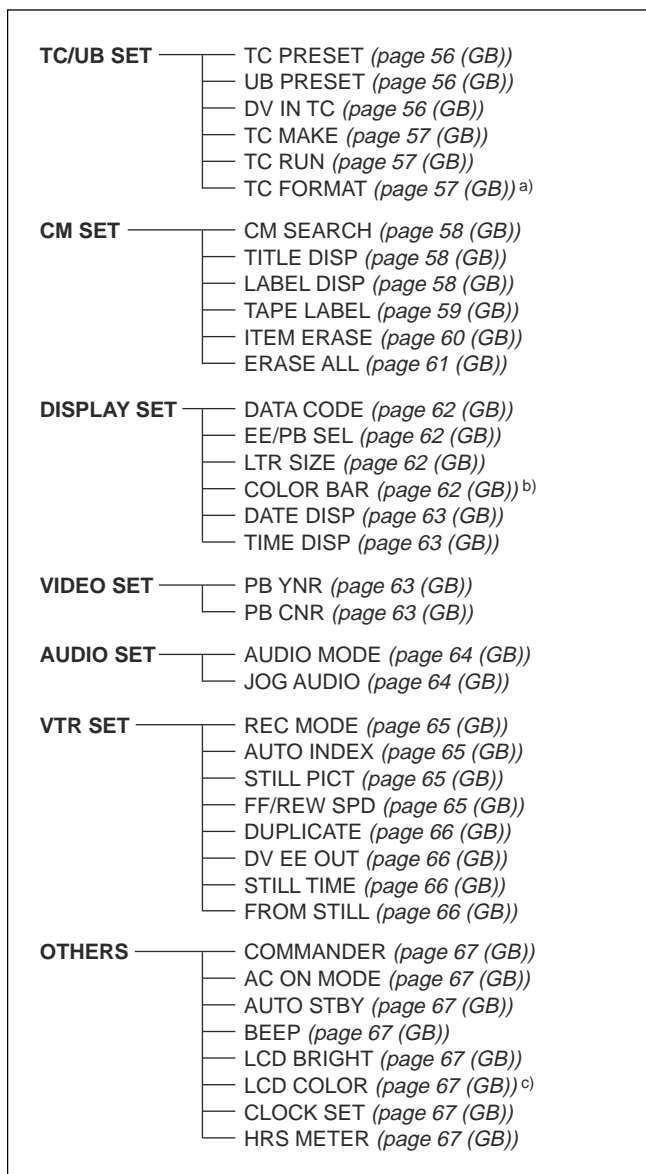 TC/UB SET TC PRESET (page 56 (GB))
UB PRESET (page 56 (GB))
DV IN TC (page 56 (GB))
TC MAKE (page 57 (GB))
TC RUN (page 57 (GB))
TC FORMAT (page 57 (GB)) a)
CM SET CM SEARCH (page 58 (GB))
TITLE DISP (page 58 (GB))
LABEL DISP (page 58 (GB))
TAPE LABEL (page 59 (GB))
ITEM ERASE (page 60 (GB))
ERASE ALL (page 61 (GB))
DISPLAY SET DATA CODE (page 62 (GB))
EE/PB SEL (page 62 (GB))
LTR SIZE (page 62 (GB))
COLOR BAR (page 62 (GB)) b)
DATE DISP (page 63 (GB))
TIME DISP (page 63 (GB))
VIDEO SET PB YNR (page 63 (GB))
PB CNR (page 63 (GB))
AUDIO SET AUDIO MODE (page 64 (GB))
JOG AUDIO (page 64 (GB))
VTR SET REC MODE (page 65 (GB))
AUTO INDEX (page 65 (GB))
STILL PICT (page 65 (GB))
FF/REW SPD (page 65 (GB))
DUPLICATE (page 66 (GB))
DV EE OUT (page 66 (GB))
STILL TIME (page 66 (GB))
FROM STILL (page 66 (GB))
OTHERS COMMANDER (page 67 (GB))
AC ON MODE (page 67 (GB))
AUTO STBY (page 67 (GB))
BEEP (page 67 (GB))
LCD BRIGHT (page 67 (GB))
LCD COLOR (page 67 (GB)) c)
CLOCK SET (page 67 (GB))
HRS METER (page 67 (GB))